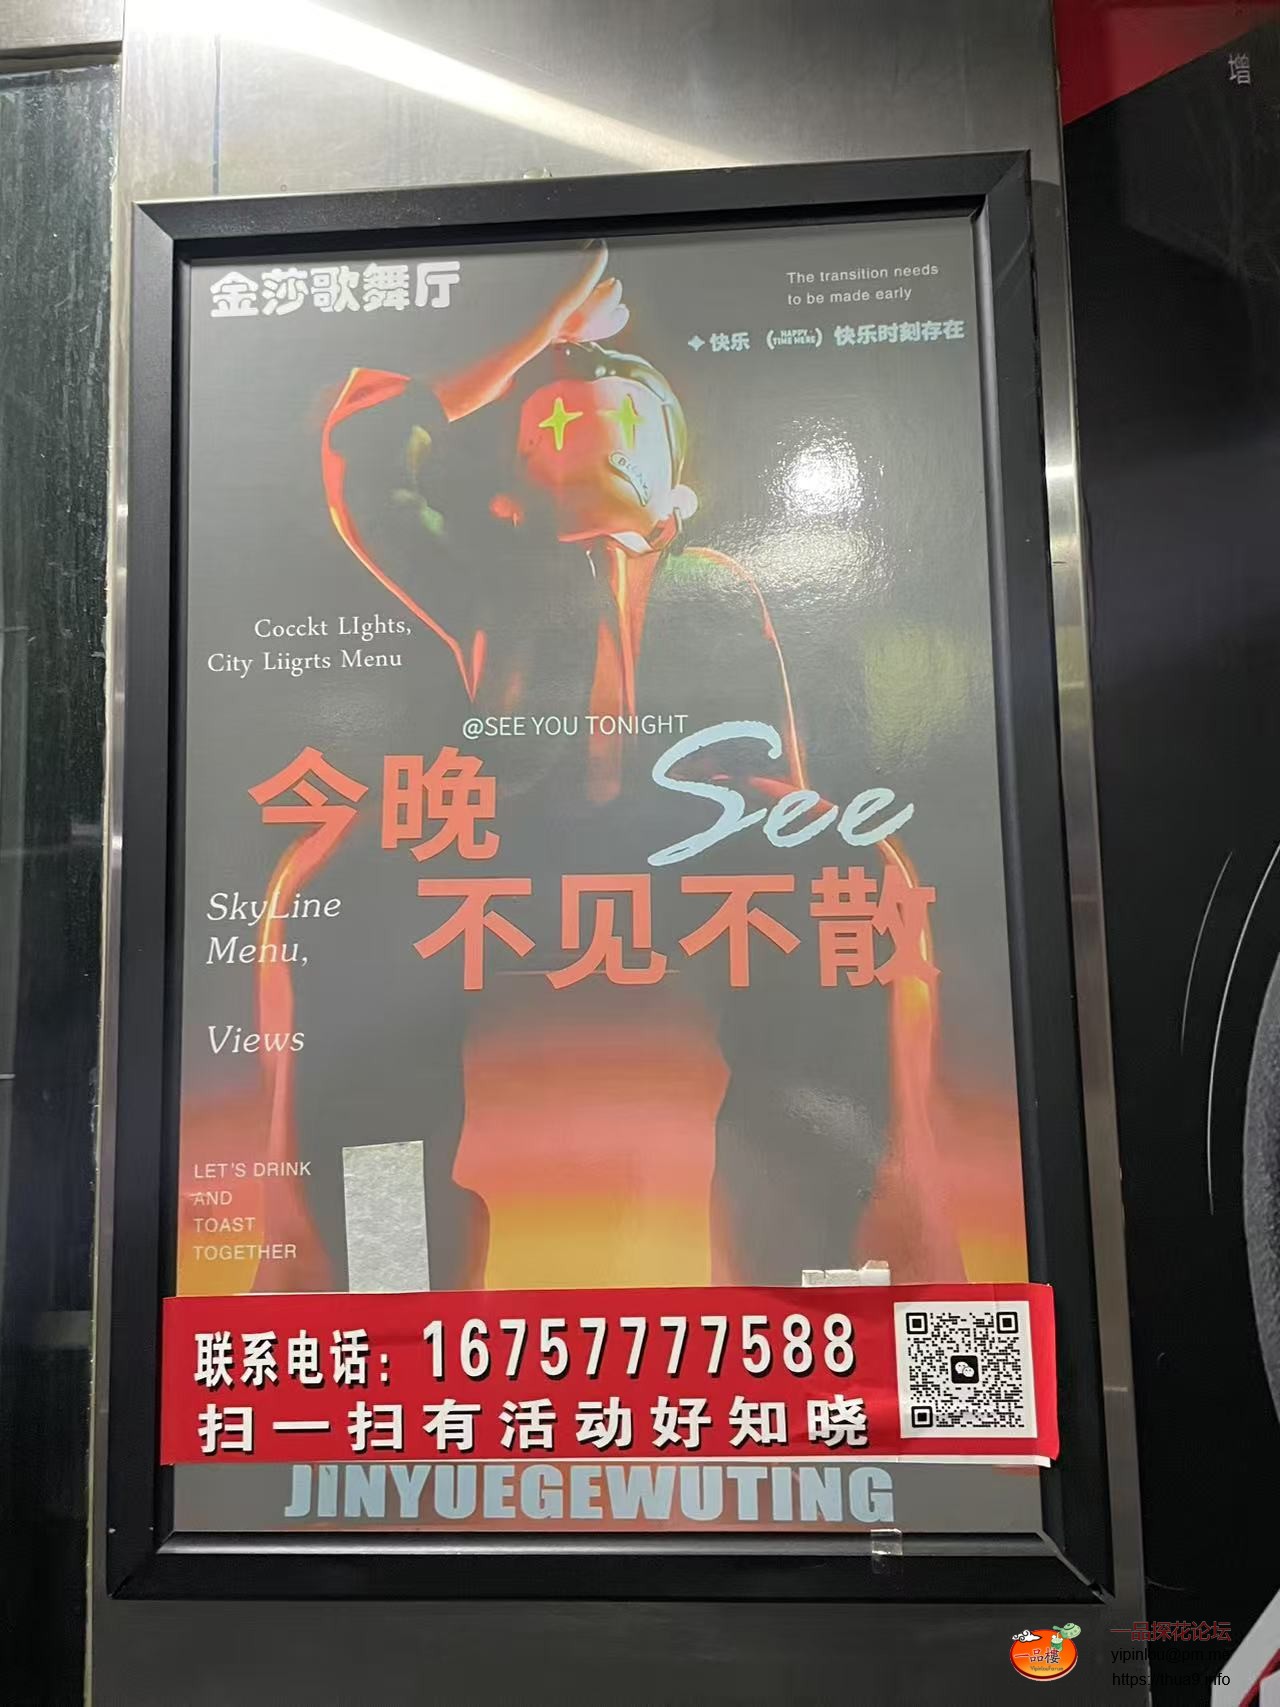 增
金莎歌舞厅
The transition needs
to be made early
快乐 (HAPPY TIME HERE) 快乐时刻存在
Cocckt LIghts,
City Liigrts Menu
@SEE YOU TONIGHT
今晚 See
不见不散
SkyLine
Menu,
Views
LET'S DRINK
AND
TOAST
TOGETHER
联系电话：16757777588
扫一扫有活动好知晓
JINYUEGEWUTING
一品楼
一品探花论坛